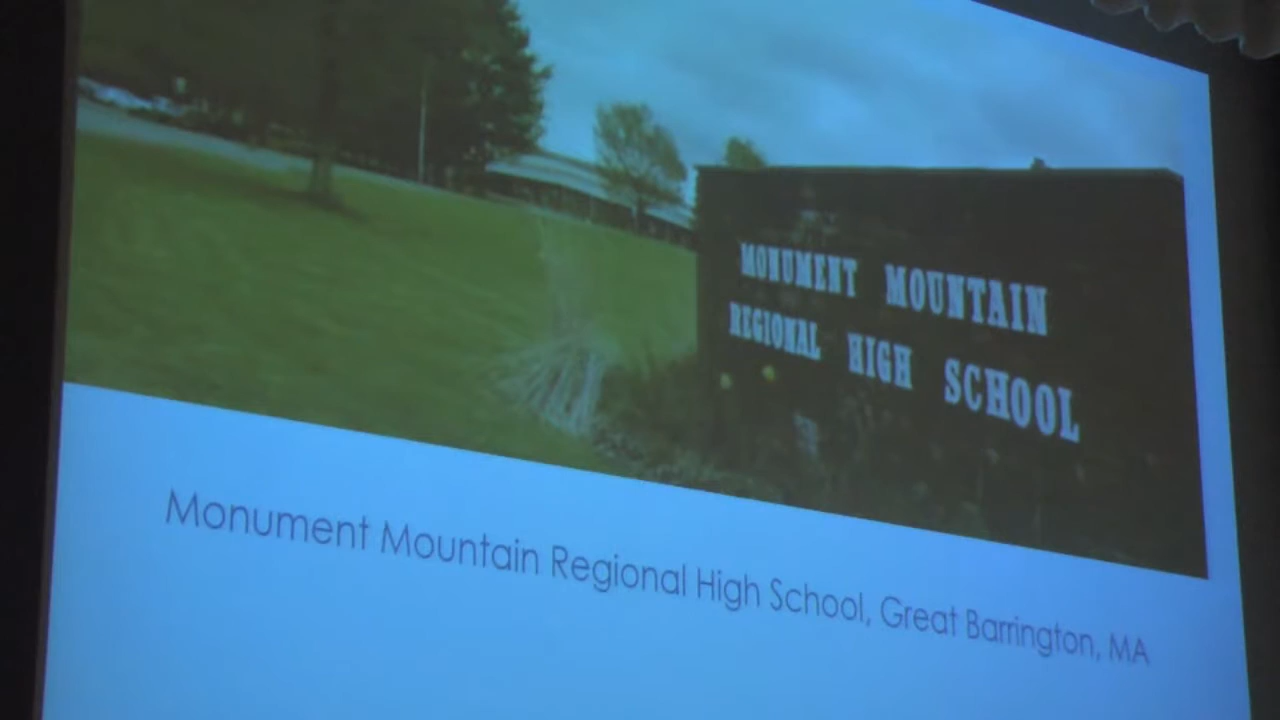 MONUMENT MOUNTAIN
REGIONAL HIGH SCHOOL
Monument Mountain Regional High School, Great Barrington, MA